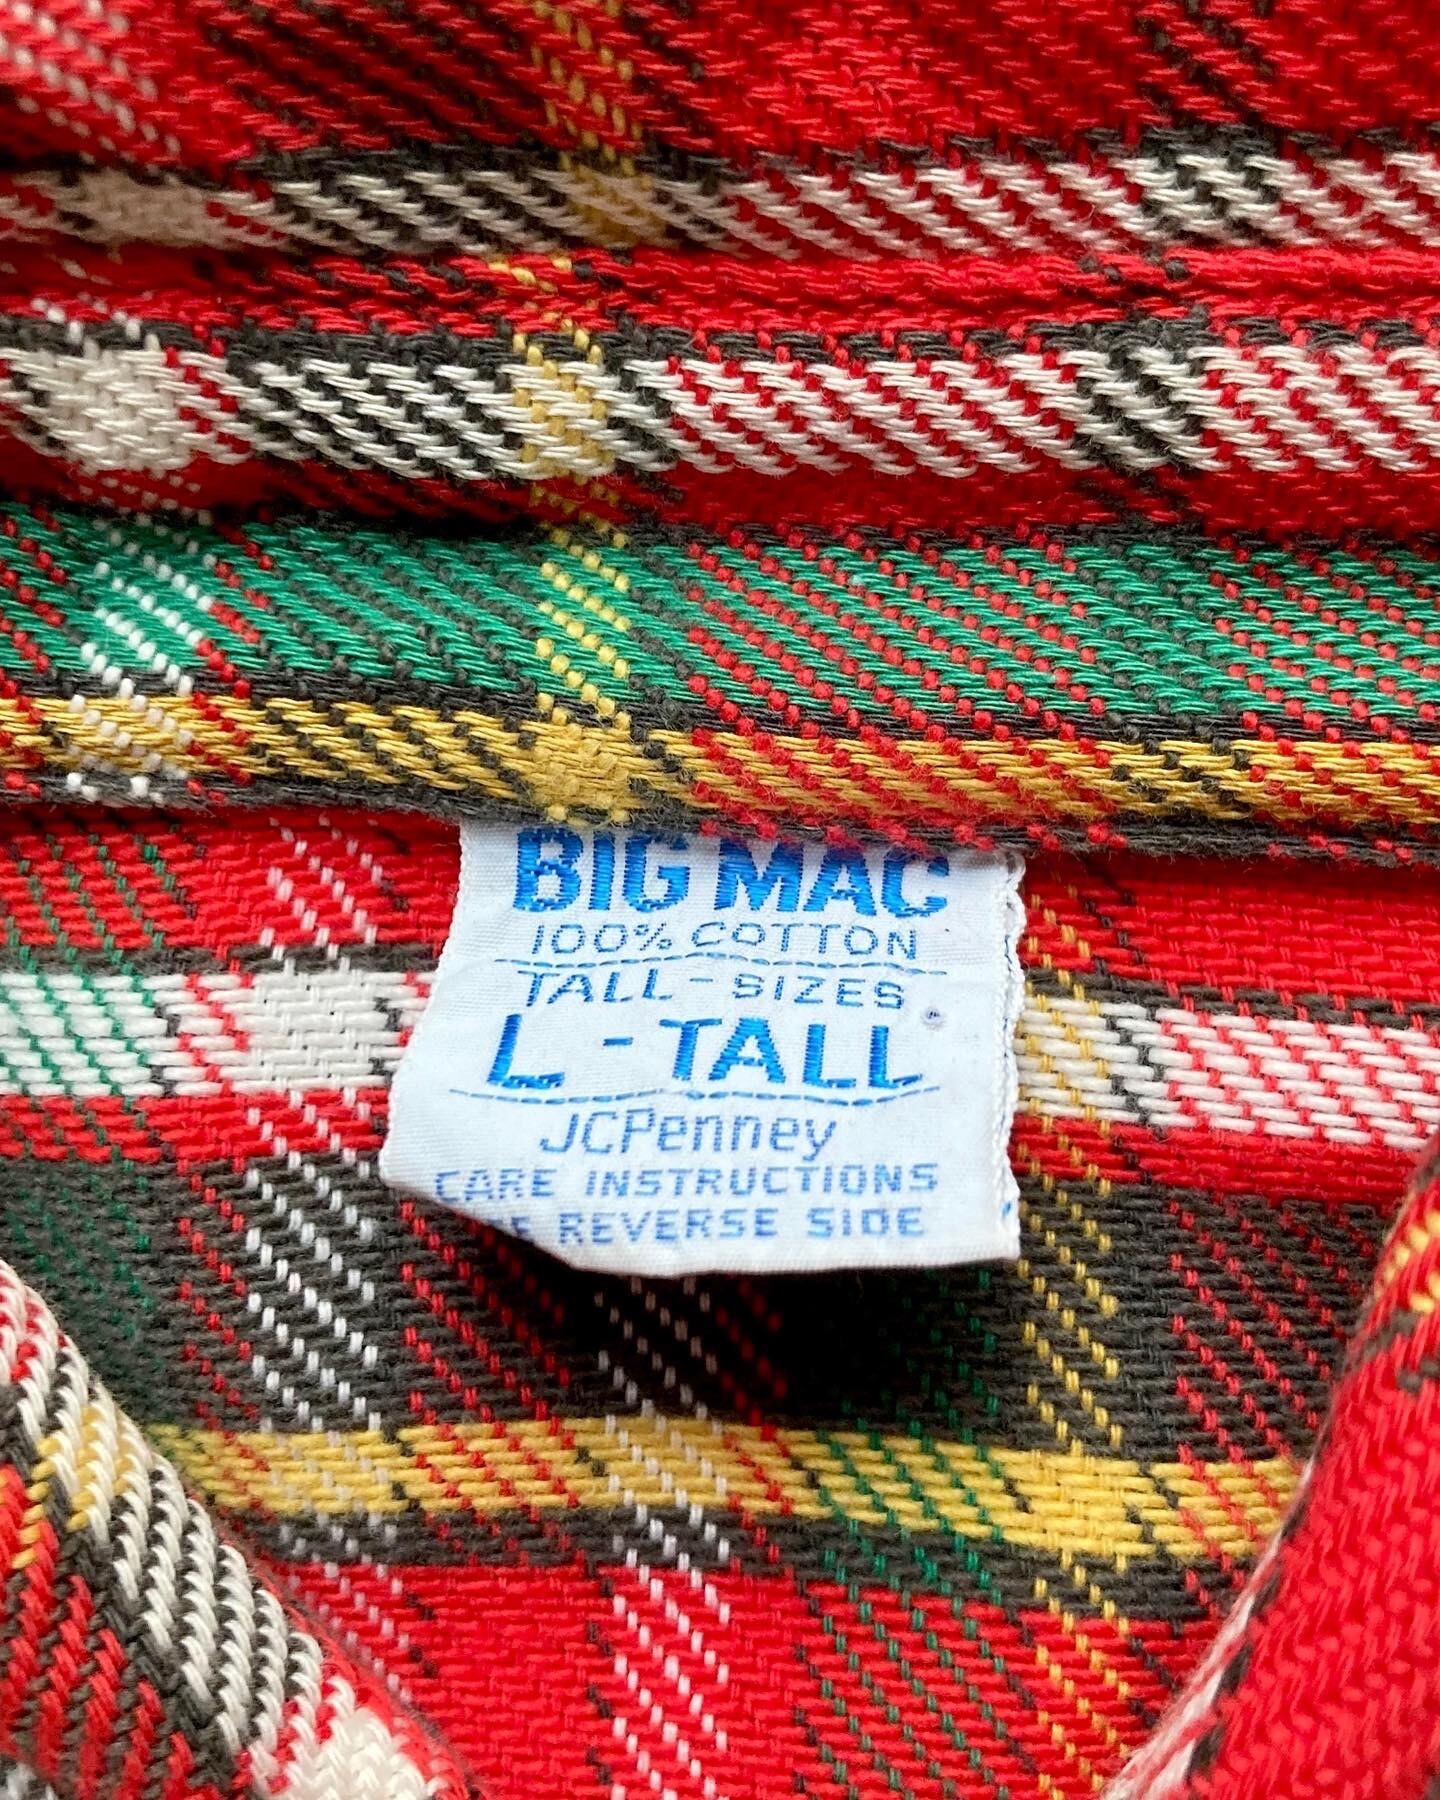 BIG MAC
100% COTTON
TALL - SIZES
L - TALL
JCPenney
CARE INSTRUCTIONS
REVERSE SIDE